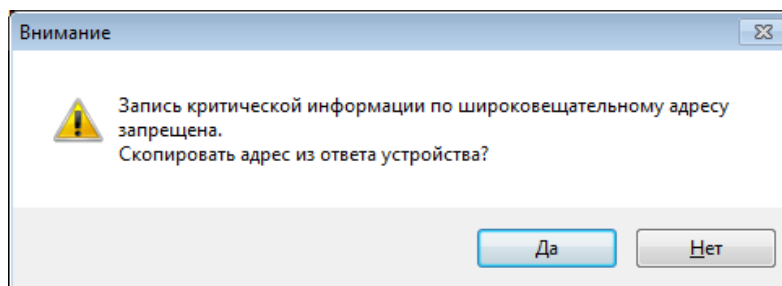 Внимание
Запись критической информации по широковещательному адресу
запрещена.
Скопировать адрес из ответа устройства?
Да
Нет